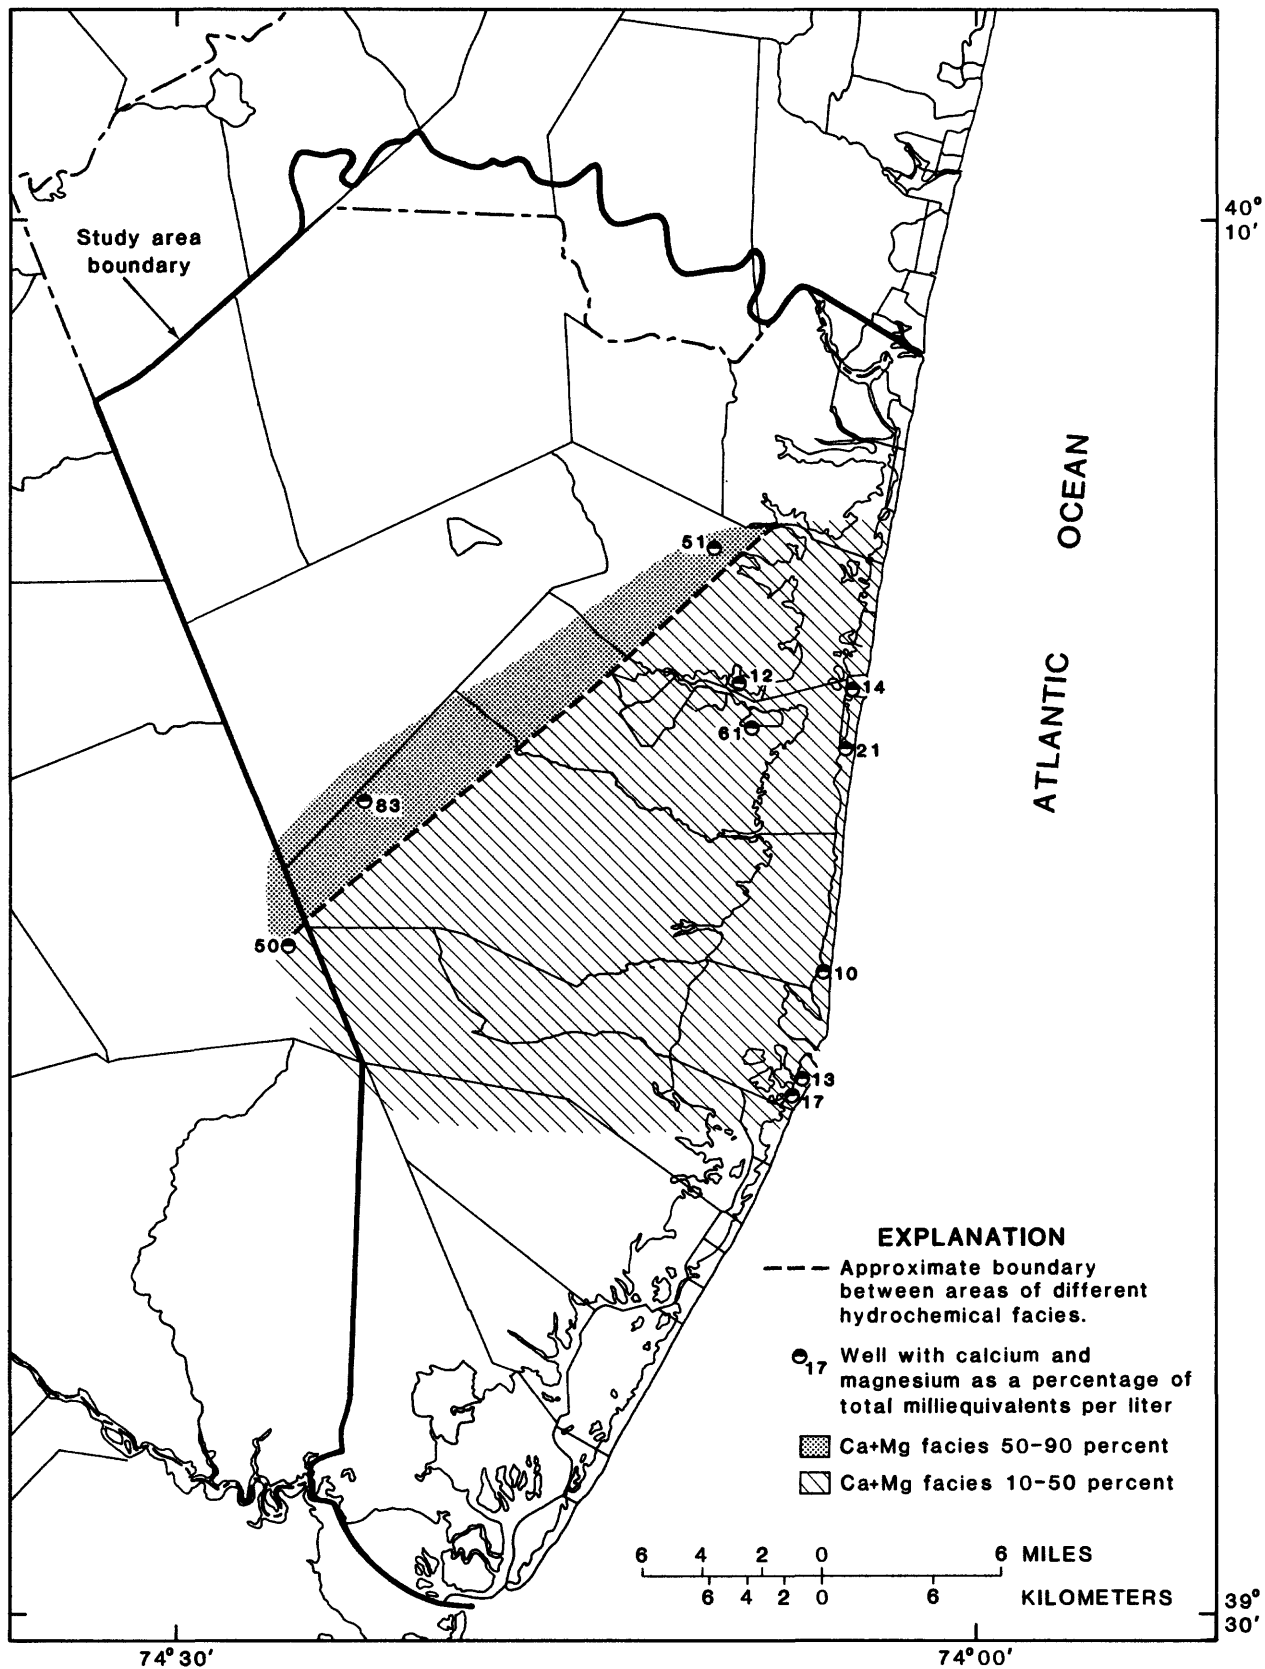 40°
10'
Study area
boundary
OCEAN
ATLANTIC
51
12
14
61
21
83
50
10
13
17
EXPLANATION
Approximate boundary
between areas of different
hydrochemical facies.
17 Well with calcium and
magnesium as a percentage of
total milliequivalents per liter
Ca+Mg facies 50-90 percent
Ca+Mg facies 10-50 percent
6 4 2 0 6 MILES
6 4 2 0 6 KILOMETERS
39°
30'
74°30' 74°00'